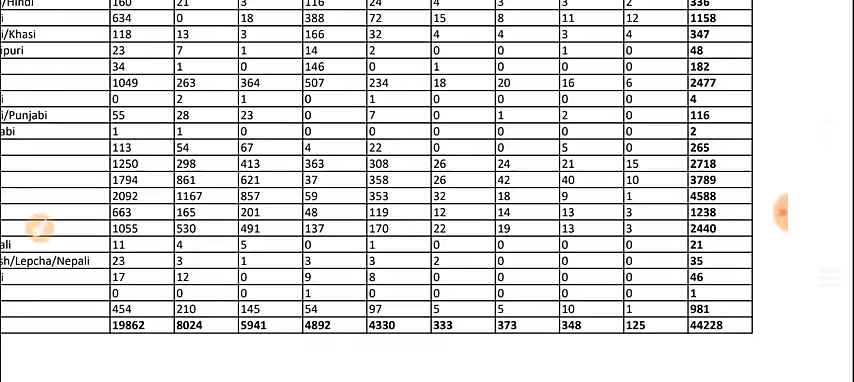 /Hindi 160 21 3 116 24 4 3 3 2 336
i 634 0 18 388 72 15 8 11 12 1158
i/Khasi 118 13 3 166 32 4 4 3 4 347
ipuri 23 7 1 14 2 0 0 1 0 48
34 1 0 146 0 1 0 0 0 182
1049 263 364 507 234 18 20 16 6 2477
i 0 2 1 0 1 0 0 0 0 4
i/Punjabi 55 28 23 0 7 0 1 2 0 116
abi 1 1 0 0 0 0 0 0 0 2
113 54 67 4 22 0 0 5 0 265
1250 298 413 363 308 26 24 21 15 2718
1794 861 621 37 358 26 42 40 10 3789
2092 1167 857 59 353 32 18 9 1 4588
663 165 201 48 119 12 14 13 3 1238
1055 530 491 137 170 22 19 13 3 2440
ali 11 4 5 0 1 0 0 0 0 21
sh/Lepcha/Nepali 23 3 1 3 3 2 0 0 0 35
i 17 12 0 9 8 0 0 0 0 46
0 0 0 1 0 0 0 0 0 1
454 210 145 54 97 5 5 10 1 981
19862 8024 5941 4892 4330 333 373 348 125 44228